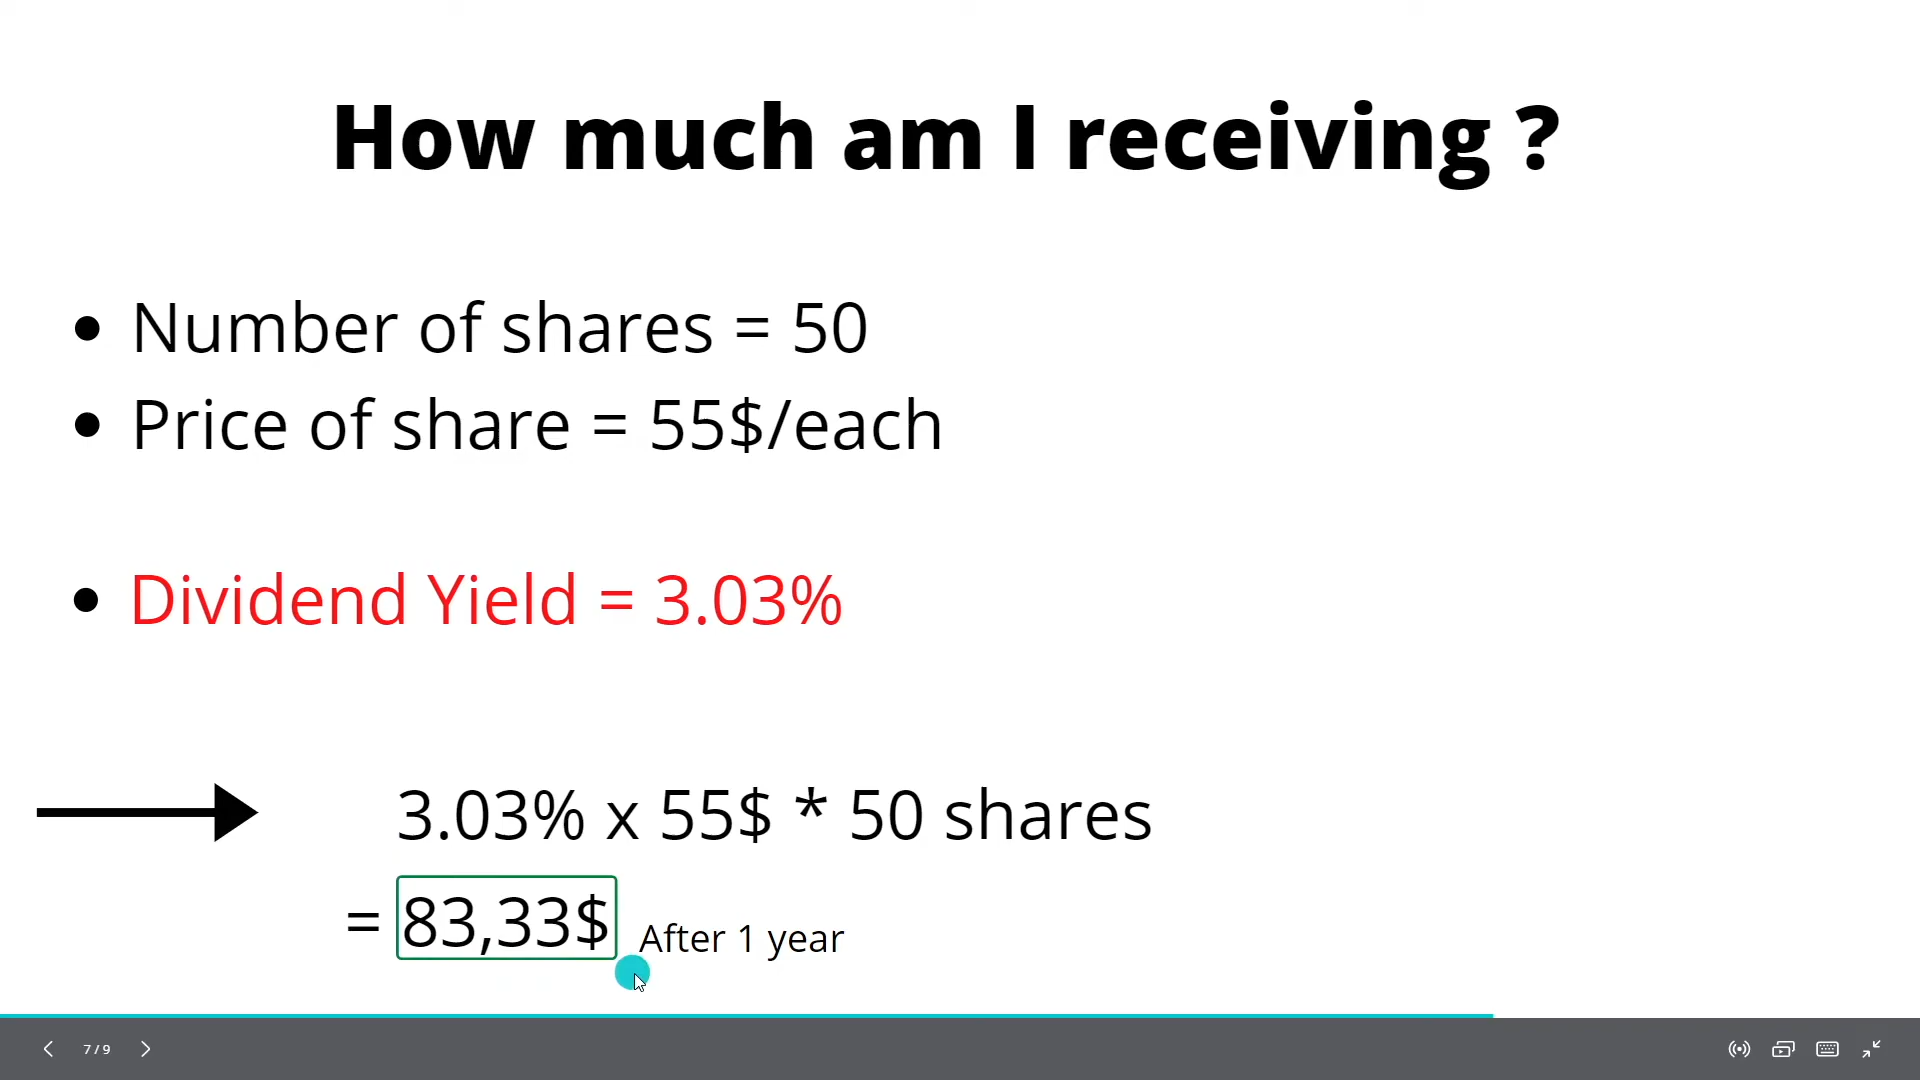 How much am I receiving ?
• Number of shares = 50
• Price of share = 55$/each
• Dividend Yield = 3.03%
3.03% x 55$ * 50 shares
= 83,33$ After 1 year
7 / 9